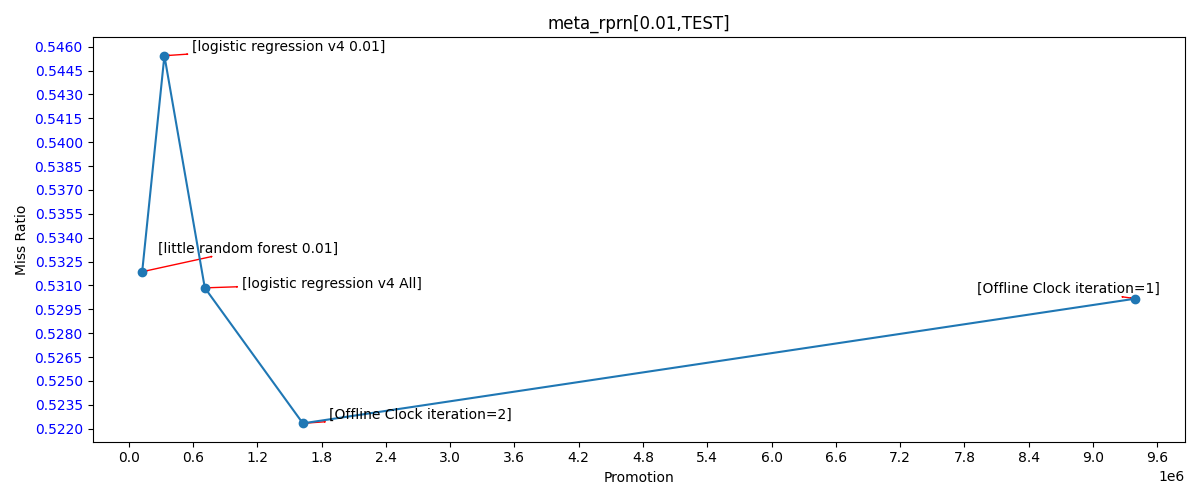 meta_rprn[0.01,TEST]
0.5460
0.5445
0.5430
0.5415
0.5400
0.5385
0.5370
0.5355
0.5340
0.5325
0.5310
0.5295
0.5280
0.5265
0.5250
0.5235
0.5220
Miss Ratio
[logistic regression v4 0.01]
[little random forest 0.01]
[logistic regression v4 All]
[Offline Clock iteration=1]
[Offline Clock iteration=2]
0.0 0.6 1.2 1.8 2.4 3.0 3.6 4.2 4.8 5.4 6.0 6.6 7.2 7.8 8.4 9.0 9.6
1e6
Promotion